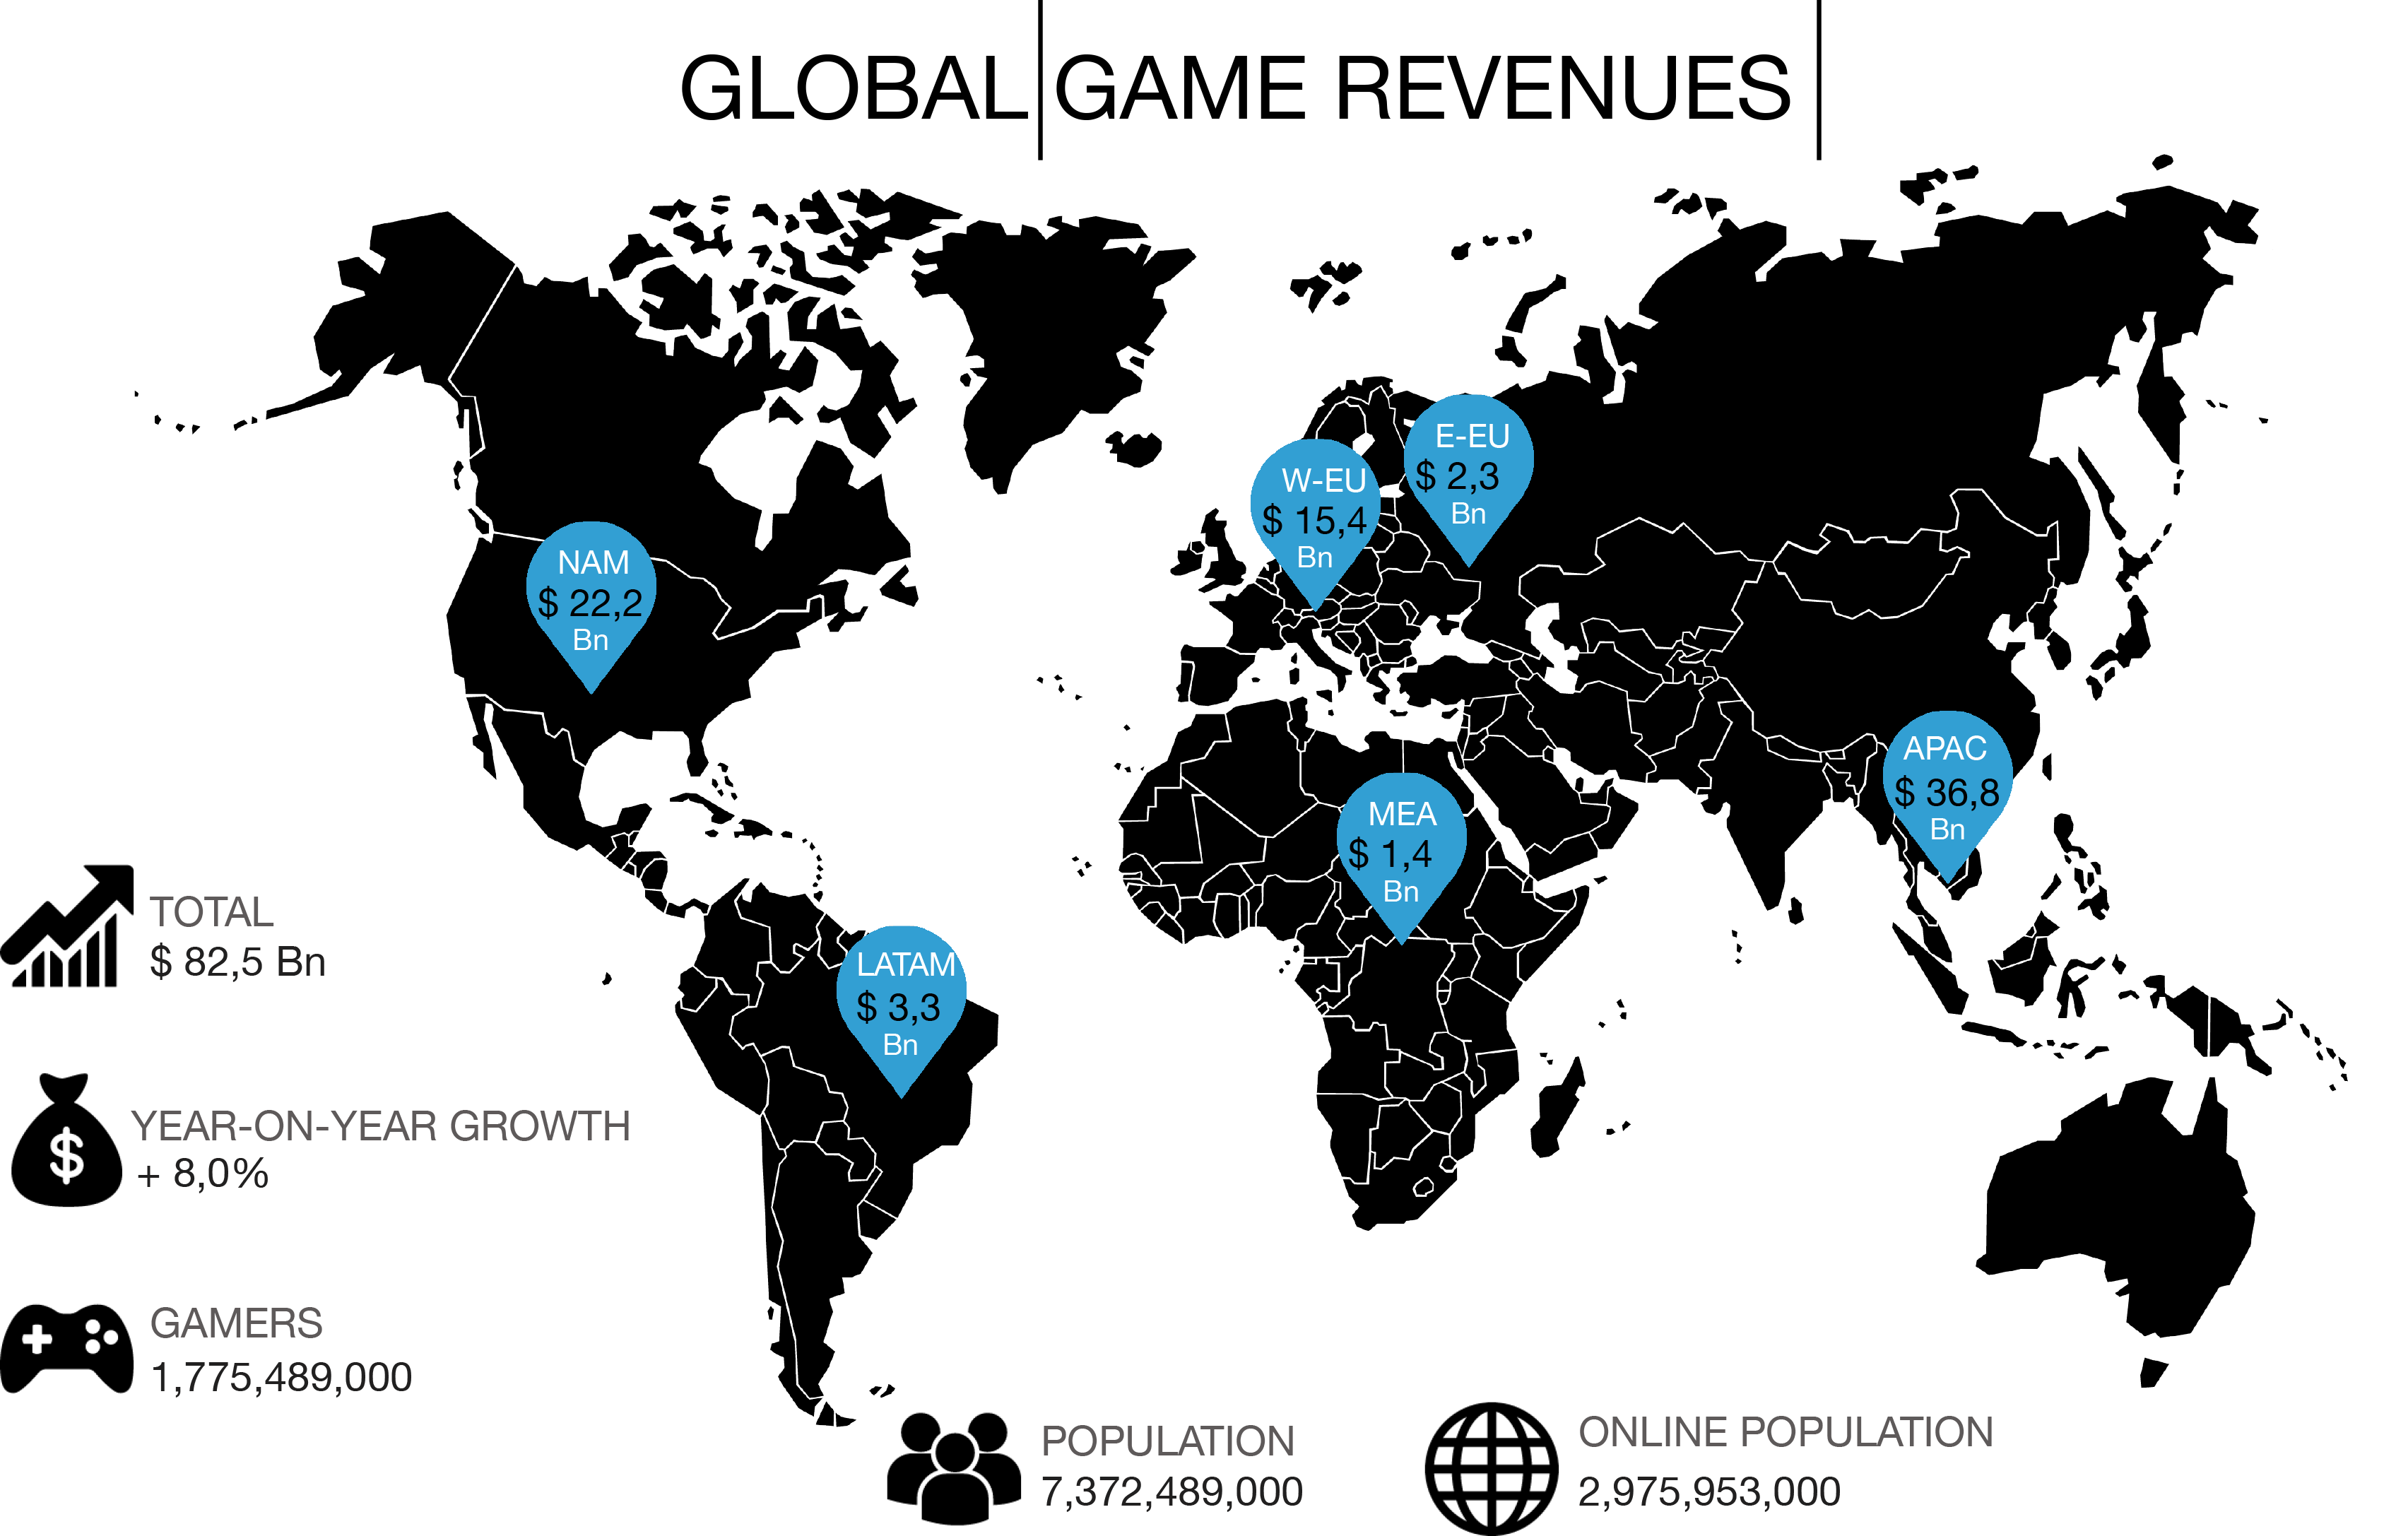 GLOBAL GAME REVENUES
E-EU
$ 2,3
Bn
W-EU
$ 15,4
Bn
NAM
$ 22,2
Bn
APAC
$ 36,8
Bn
MEA
$ 1,4
Bn
LATAM
$ 3,3
Bn
TOTAL
$ 82,5 Bn
YEAR-ON-YEAR GROWTH
+ 8,0%
$
GAMERS
1,775,489,000
POPULATION
7,372,489,000
ONLINE POPULATION
2,975,953,000